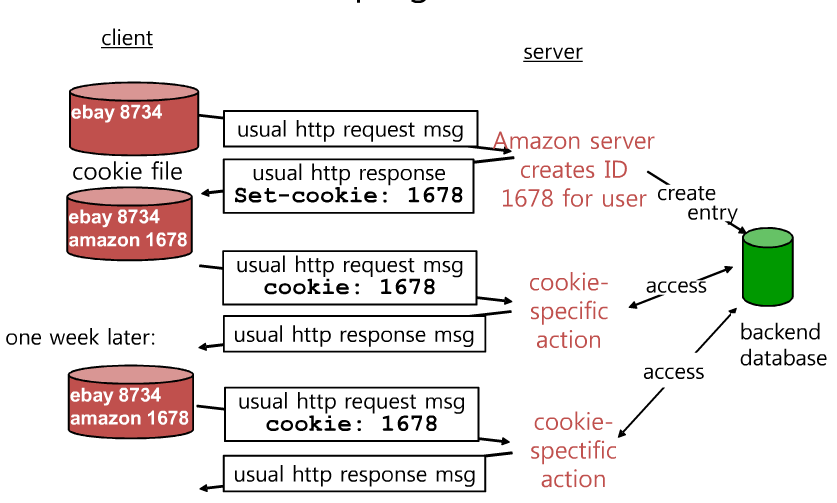 client
server
ebay 8734
usual http request msg
Amazon server
creates ID
1678 for user
cookie file
usual http response
Set-cookie: 1678
create
entry
ebay 8734
amazon 1678
usual http request msg
cookie: 1678
cookie-
specific
action
access
usual http response msg
one week later:
backend
database
access
ebay 8734
amazon 1678
usual http request msg
cookie: 1678
cookie-
spectific
action
usual http response msg